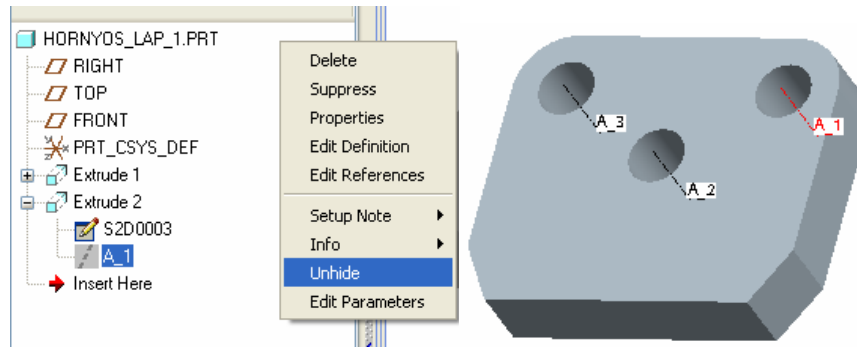 HORNYOS_LAP_1.PRT
RIGHT
TOP
FRONT
PRT_CSYS_DEF
Extrude 1
Extrude 2
S2D0003
A_1
Insert Here
Delete
Suppress
Properties
Edit Definition
Edit References
Setup Note
Info
Unhide
Edit Parameters
A_3
A_1
A_2